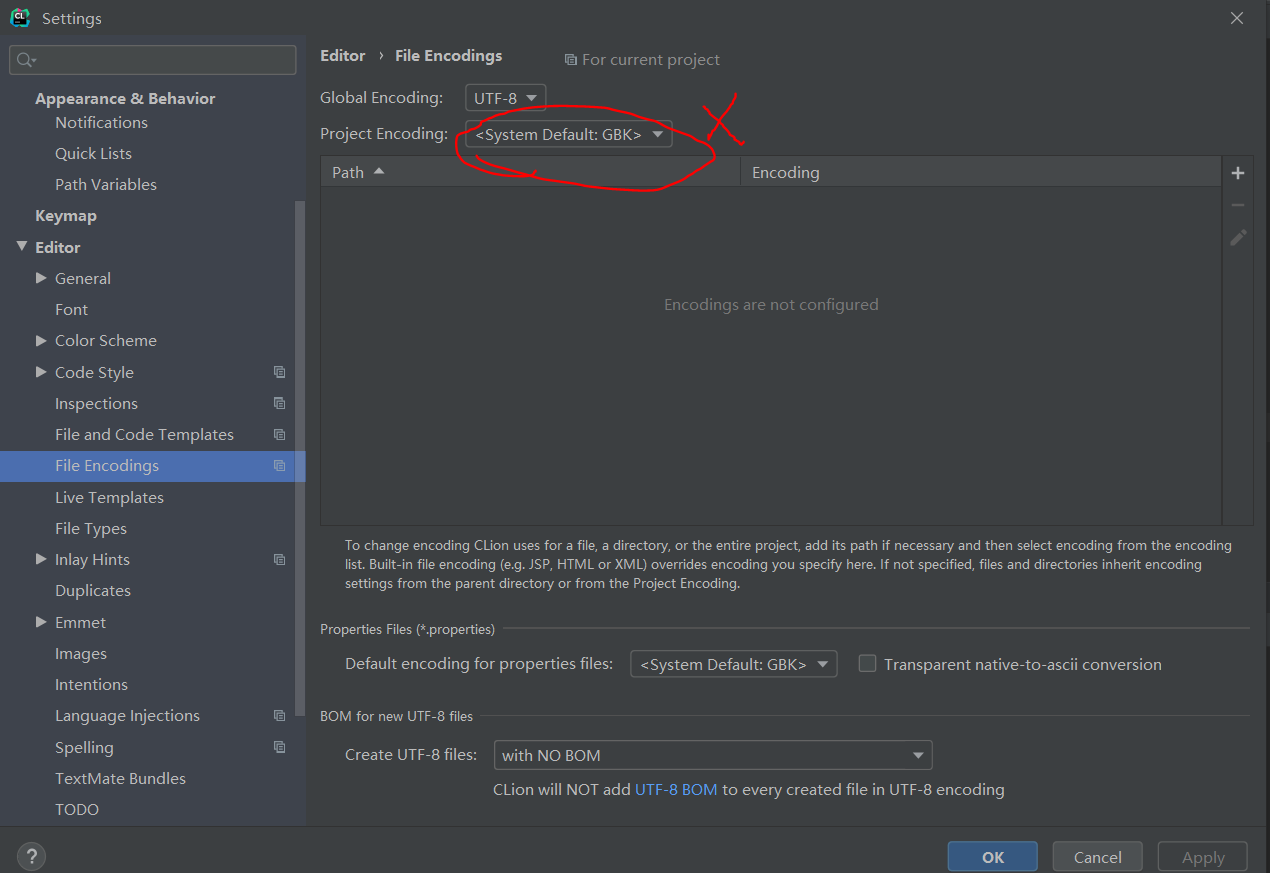 CL
Settings
Appearance & Behavior
Notifications
Quick Lists
Path Variables
Keymap
Editor
General
Font
Color Scheme
Code Style
Inspections
File and Code Templates
File Encodings
Live Templates
File Types
Inlay Hints
Duplicates
Emmet
Images
Intentions
Language Injections
Spelling
TextMate Bundles
TODO
Editor › File Encodings For current project
Global Encoding: UTF-8
Project Encoding: <System Default: GBK>
Path Encoding
Encodings are not configured
To change encoding CLion uses for a file, a directory, or the entire project, add its path if necessary and then select encoding from the encoding
list. Built-in file encoding (e.g. JSP, HTML or XML) overrides encoding you specify here. If not specified, files and directories inherit encoding
settings from the parent directory or from the Project Encoding.
Properties Files (*.properties)
Default encoding for properties files: <System Default: GBK> Transparent native-to-ascii conversion
BOM for new UTF-8 files
Create UTF-8 files: with NO BOM
CLion will NOT add UTF-8 BOM to every created file in UTF-8 encoding
? OK Cancel Apply